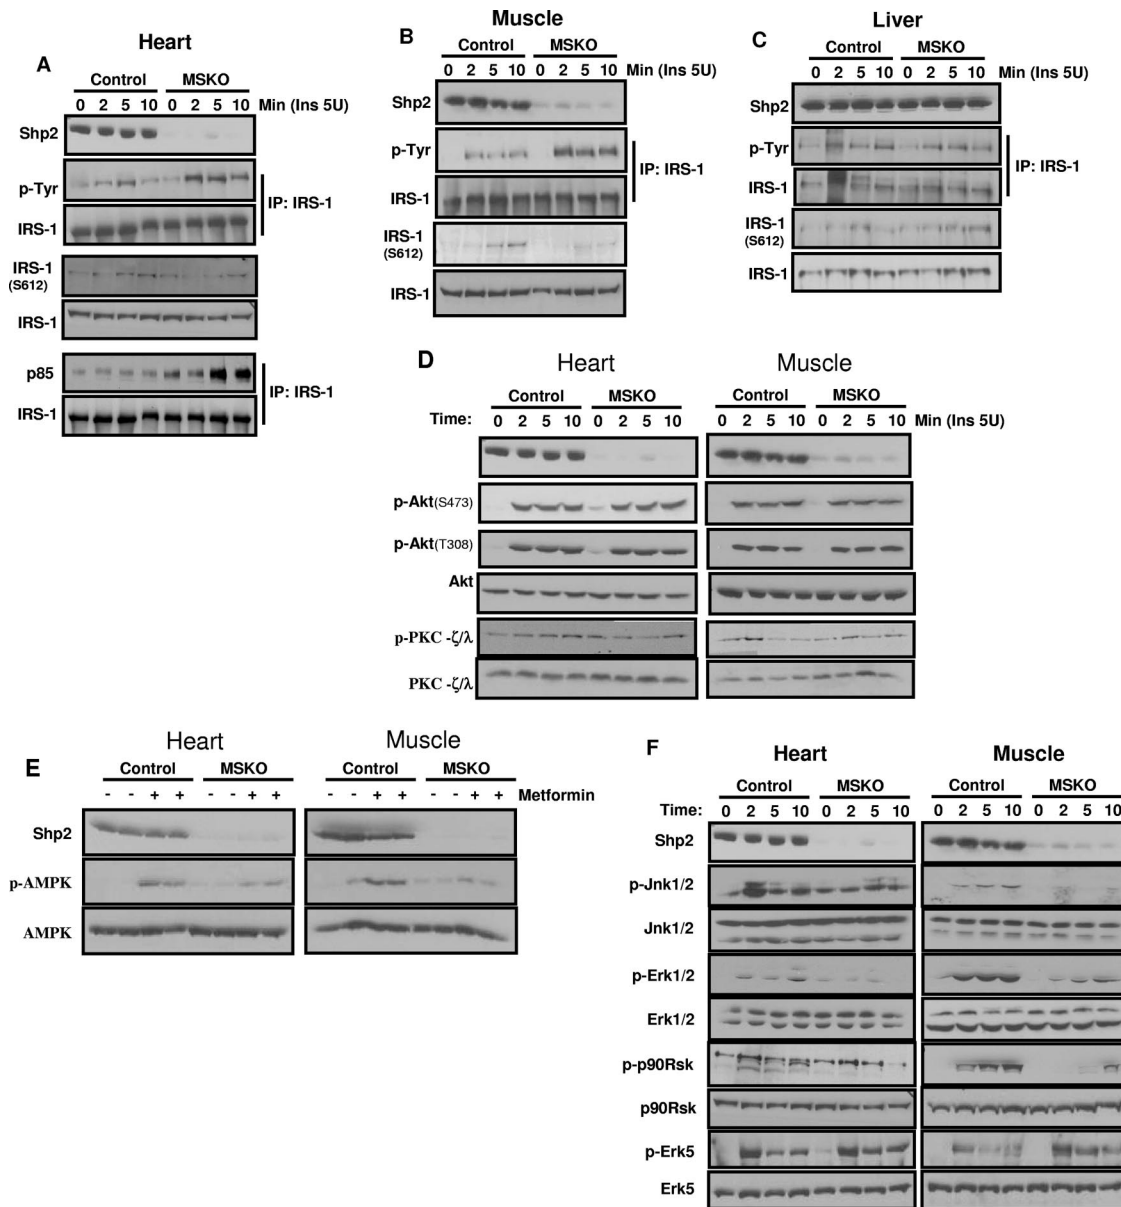 Heart
A
Control MSKO
0 2 5 10 0 2 5 10 Min (Ins 5U)
Shp2
p-Tyr
IP: IRS-1
IRS-1
IRS-1
(S612)
IRS-1
p85
IP: IRS-1
IRS-1
Muscle
B
Control MSKO
0 2 5 10 0 2 5 10 Min (Ins 5U)
Shp2
p-Tyr
IP: IRS-1
IRS-1
IRS-1
(S612)
IRS-1
Liver
C
Control MSKO
0 2 5 10 0 2 5 10 Min (Ins 5U)
Shp2
p-Tyr
IP: IRS-1
IRS-1
IRS-1
(S612)
IRS-1
D
Heart Muscle
Control MSKO Control MSKO
Time: 2 5 10 0 2 5 10 0 2 5 10 0 2 5 10 Min (Ins 5U)
p-Akt(S473)
p-Akt(T308)
Akt
p-PKC -ζ/λ
PKC -ζ/λ
E
Heart Muscle
Control MSKO Control MSKO
- - + + - - + + - - + + - - + + Metformin
Shp2
p-AMPK
AMPK
F
Heart Muscle
Control MSKO Control MSKO
Time: 0 2 5 10 0 2 5 10 0 2 5 10 0 2 5 10
Shp2
p-Jnk1/2
Jnk1/2
p-Erk1/2
Erk1/2
p-p90Rsk
p90Rsk
p-Erk5
Erk5